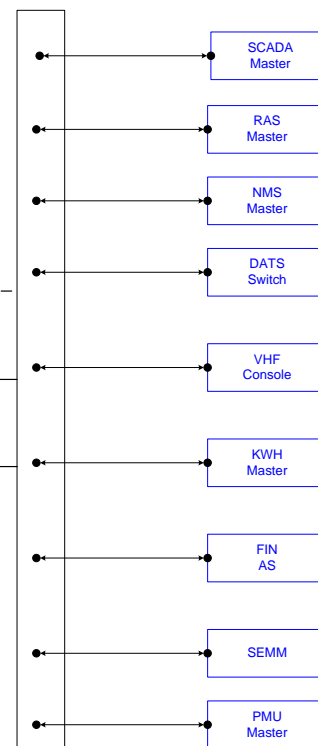 SCADA
Master
RAS
Master
NMS
Master
DATS
Switch
VHF
Console
KWH
Master
FIN
AS
SEMM
PMU
Master